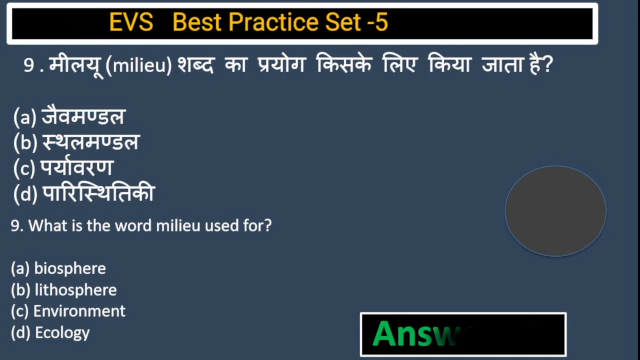 EVS Best Practice Set -5
9 . मीलयू (milieu) शब्द का प्रयोग किसके लिए किया जाता है?
(a) जैवमण्डल
(b) स्थलमण्डल
(c) पर्यावरण
(d) पारिस्थितिकी
9. What is the word milieu used for?
(a) biosphere
(b) lithosphere
(c) Environment
(d) Ecology